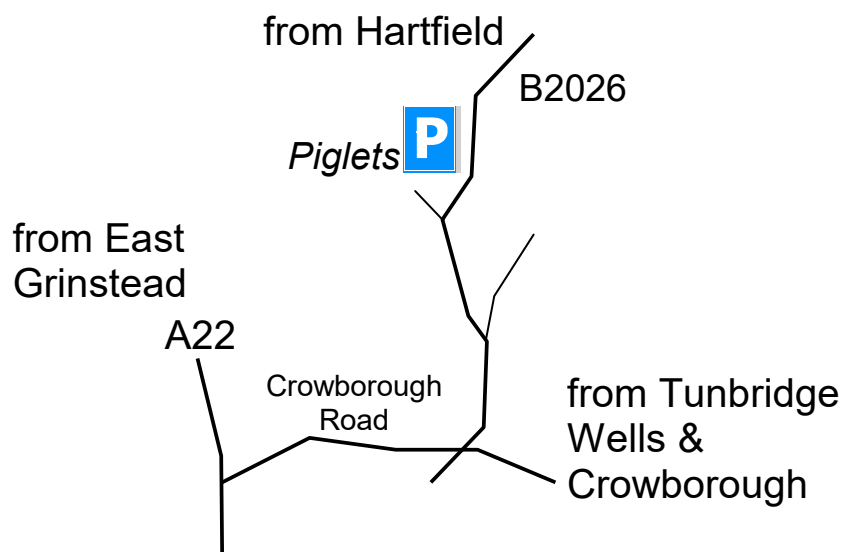 from Hartfield
B2026
P
Piglets
from East
Grinstead
A22
Crowborough
Road
from Tunbridge
Wells &
Crowborough